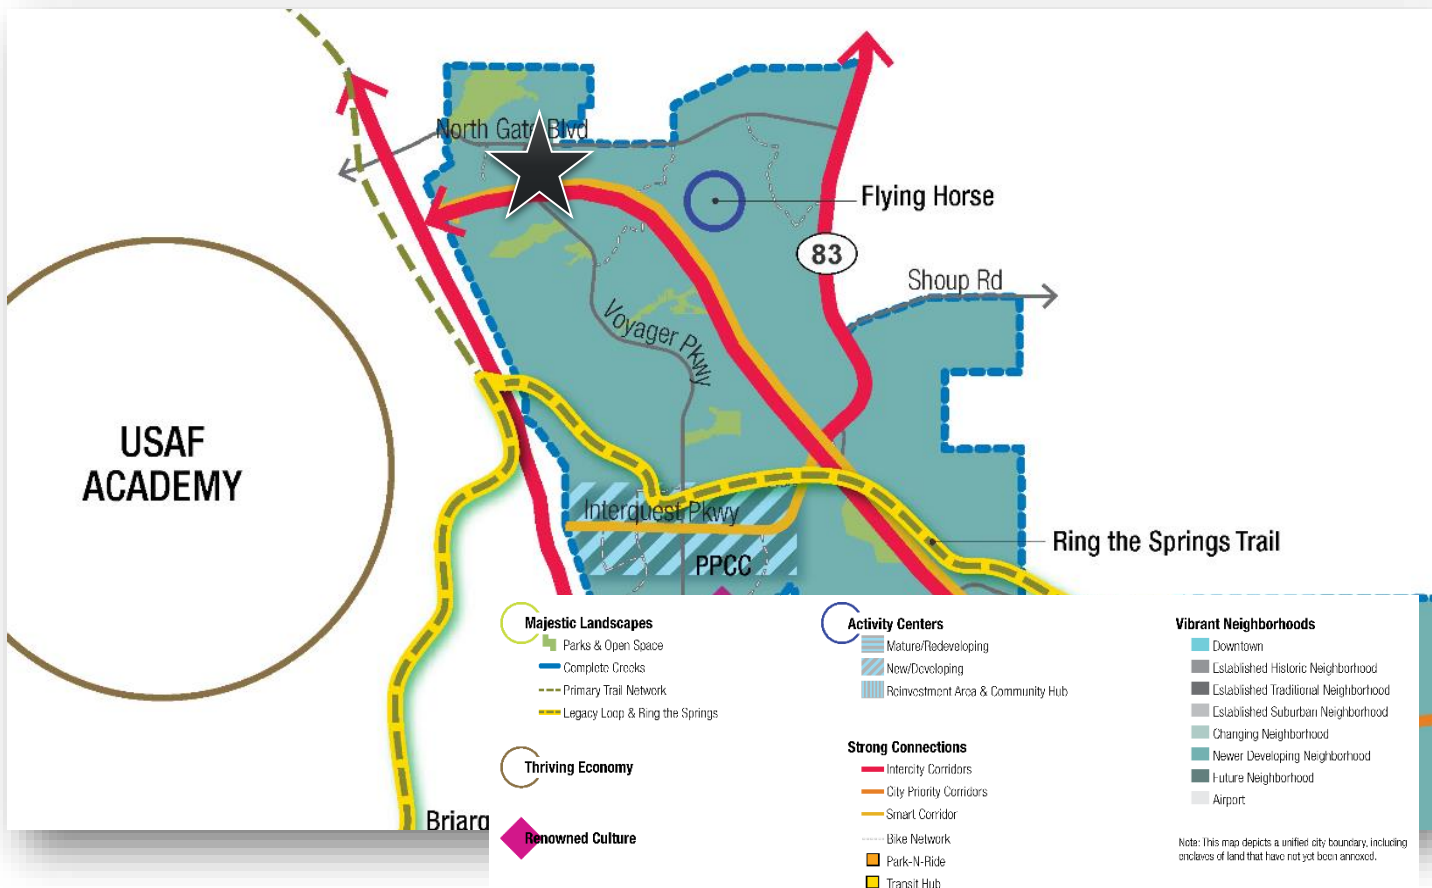 North Gate Blvd
Flying Horse
83
Shoup Rd
Voyager Pkwy
USAF
ACADEMY
Interquest Pkwy
Ring the Springs Trail
PPCC
Briarg
Majestic Landscapes
Parks & Open Space
Complete Creeks
Primary Trail Network
Legacy Loop & Ring the Springs
Thriving Economy
Renowned Culture
Activity Centers
Mature/Redeveloping
New/Developing
Reinvestment Area & Community Hub
Strong Connections
Intercity Corridors
City Priority Corridors
Smart Corridor
Bike Network
Park-N-Ride
Transit Hub
Vibrant Neighborhoods
Downtown
Established Historic Neighborhood
Established Traditional Neighborhood
Established Suburban Neighborhood
Changing Neighborhood
Newer Developing Neighborhood
Future Neighborhood
Airport
Note: This map depicts a unified city boundary, including
enclaves of land that have not yet been annexed.